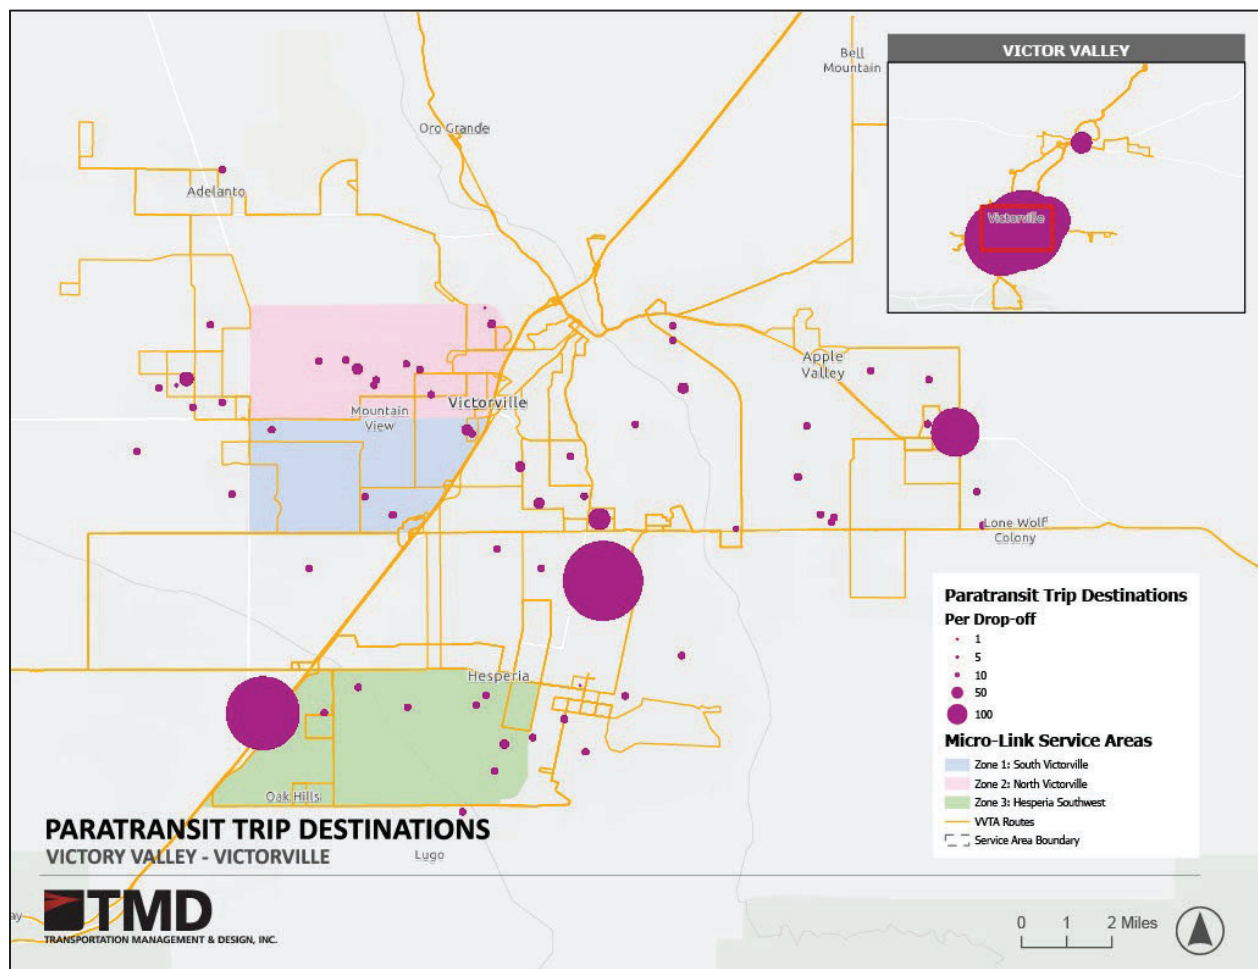 VICTOR VALLEY
Bell
Mountain
Oro Grande
Adelanto
Victorville
Apple
Valley
Mountain
View
Victorville
Lone Wolf
Colony
Hesperia
Oak Hills
Lugo
ay
Paratransit Trip Destinations
Per Drop-off
1
5
10
50
100
Micro-Link Service Areas
Zone 1: South Victorville
Zone 2: North Victorville
Zone 3: Hesperia Southwest
VVTA Routes
Service Area Boundary
PARATRANSIT TRIP DESTINATIONS
VICTORY VALLEY - VICTORVILLE
TMD
TRANSPORTATION MANAGEMENT & DESIGN, INC.
0 1 2 Miles